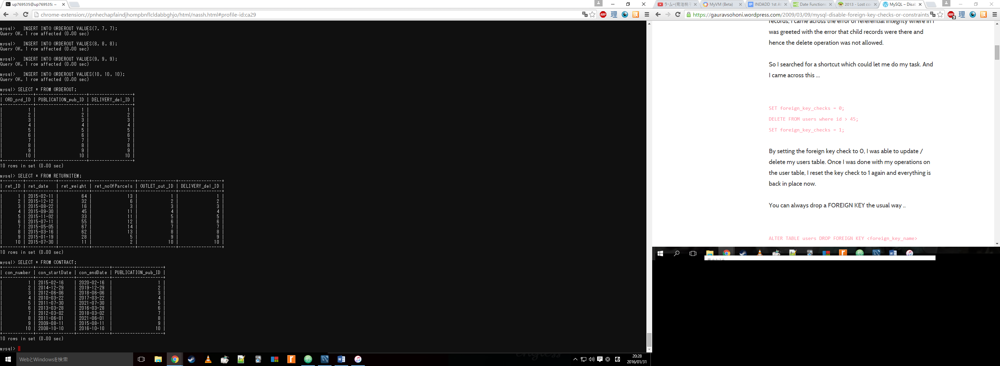 up769535@up769535: ~
chrome-extension://pnhechapfaindjhompbnflcldabbghjo/html/nassh.html#profile-id:ca29
mysql>   INSERT INTO ORDEROUT VALUES(7, 7, 7);
Query OK, 1 row affected (0.00 sec)
mysql>   INSERT INTO ORDEROUT VALUES(8, 8, 8);
Query OK, 1 row affected (0.00 sec)
mysql>   INSERT INTO ORDEROUT VALUES(9, 9, 9);
Query OK, 1 row affected (0.00 sec)
mysql>   INSERT INTO ORDEROUT VALUES(10, 10, 10);
Query OK, 1 row affected (0.00 sec)
mysql> SELECT * FROM ORDEROUT;
| ORD_ord_ID | PUBLICATION_pub_ID | DELIVERY_del_ID |
| 1 | 1 | 1 |
| 2 | 2 | 2 |
| 3 | 3 | 3 |
| 4 | 4 | 4 |
| 5 | 5 | 5 |
| 6 | 6 | 6 |
| 7 | 7 | 7 |
| 8 | 8 | 8 |
| 9 | 9 | 9 |
| 10 | 10 | 10 |
10 rows in set (0.00 sec)
mysql> SELECT * FROM RETURNITEM;
| ret_ID | ret_date | ret_weight | ret_noOfParcels | OUTLET_out_ID | DELIVERY_del_ID |
| 1 | 2015-02-11 | 64 | 13 | 1 | 1 |
| 2 | 2015-12-12 | 32 | 6 | 2 | 2 |
| 3 | 2015-08-22 | 16 | 3 | 3 | 3 |
| 4 | 2015-09-30 | 45 | 11 | 4 | 4 |
| 5 | 2015-11-02 | 33 | 11 | 5 | 5 |
| 6 | 2015-07-11 | 55 | 12 | 6 | 6 |
| 7 | 2015-05-05 | 67 | 14 | 7 | 7 |
| 8 | 2015-03-16 | 62 | 13 | 8 | 8 |
| 9 | 2015-01-19 | 28 | 5 | 9 | 9 |
| 10 | 2015-07-30 | 11 | 2 | 10 | 10 |
10 rows in set (0.00 sec)
mysql> SELECT * FROM CONTRACT;
| con_number | con_startDate | con_endDate | PUBLICATION_pub_ID |
| 1 | 2015-02-16 | 2020-02-16 | 1 |
| 2 | 2014-12-29 | 2019-12-29 | 2 |
| 3 | 2012-06-06 | 2018-06-06 | 3 |
| 4 | 2010-03-22 | 2017-03-22 | 4 |
| 5 | 2011-07-30 | 2021-07-30 | 5 |
| 6 | 2013-03-28 | 2016-03-28 | 6 |
| 7 | 2012-03-02 | 2018-03-02 | 7 |
| 8 | 2011-06-01 | 2021-06-01 | 8 |
| 9 | 2009-08-11 | 2015-08-11 | 9 |
| 10 | 2008-10-10 | 2016-10-10 | 10 |
10 rows in set (0.00 sec)
mysql>
WebとWindowsを検索
20:28
2016/01/31
ラ・ムー(菊池桃子
MyVM (Beta)
INDADD 1st At
Date Functions
2013 - Lost co
MySQL – Disab
https://gauravsohoni.wordpress.com/2009/03/09/mysql-disable-foreign-key-checks-or-constraints
records, I came across the error of referential integrity where in I
was greeted with the error that child records were there and
hence the delete operation was not allowed.
So I searched for a shortcut which could let me do my task. And
I came across this ...
SET foreign_key_checks = 0;
DELETE FROM users where id > 45;
SET foreign_key_checks = 1;
By setting the foreign key check to 0, I was able to update /
delete my users table. Once I was done with my operations on
the user table, I reset the key check to 1 again and everything is
back in place now.
You can always drop a FOREIGN KEY the usual way ..
ALTER TABLE users DROP FOREIGN KEY <foreign_key_name>